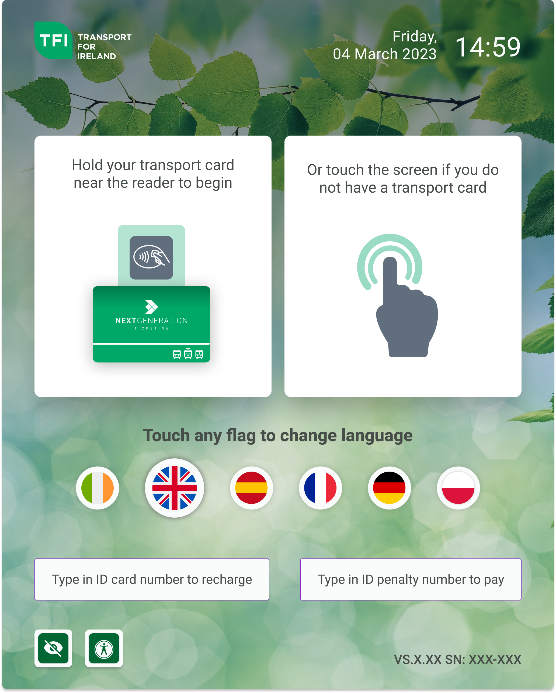 TFI TRANSPORT
FOR
IRELAND
Friday,
04 March 2023
14:59
Hold your transport card
near the reader to begin
NEXTGENERATION
TICKETING
Or touch the screen if you do
not have a transport card
Touch any flag to change language
Type in ID card number to recharge
Type in ID penalty number to pay
VS.X.XX SN: XXX-XXX